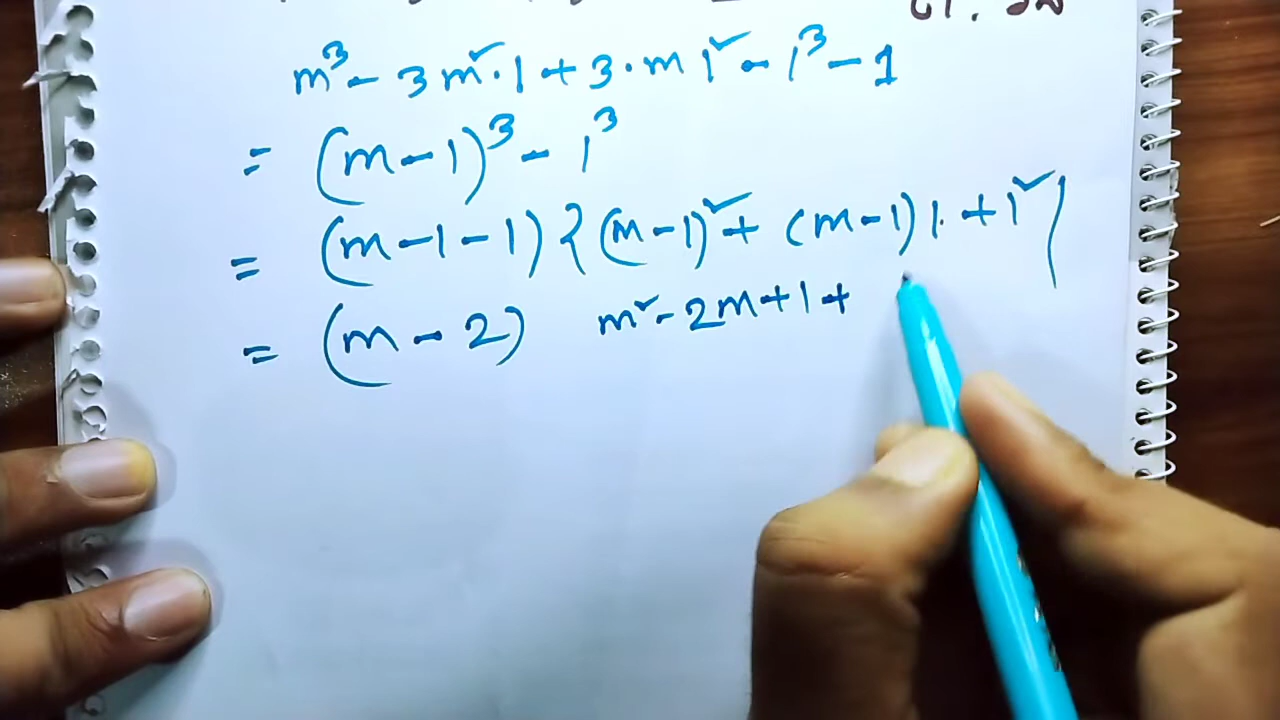 m³ - 3m²·1 + 3·m1² - 1³ - 1
= (m-1)³ - 1³
= (m-1-1){(m-1)² + (m-1)1. + 1²}
= (m-2) m² - 2m + 1 +